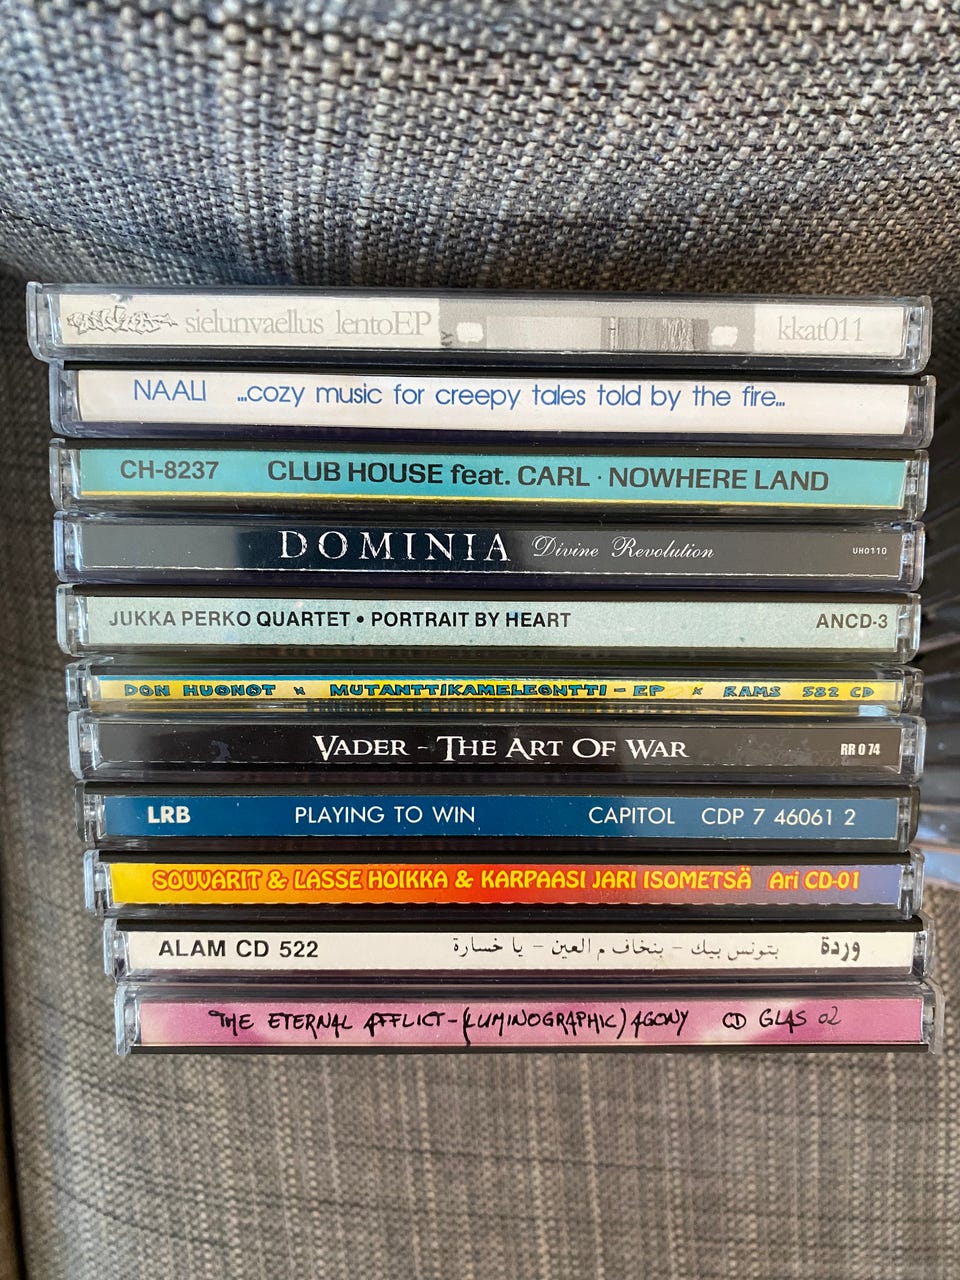 sielunvaellus lentoEP kkat011
NAALI ...cozy music for creepy tales told by the fire...
CH-8237 CLUB HOUSE feat. CARL · NOWHERE LAND
DOMINIA Divine Revolution UHO110
JUKKA PERKO QUARTET • PORTRAIT BY HEART ANCD-3
DON HUONOT x MUTANTTIKAMELEONTTI - EP x RAMS 582 CD
VADER - THE ART OF WAR RR 074
LRB PLAYING TO WIN CAPITOL CDP 7 46061 2
SOUVARIT & LASSE HOIKKA & KARPAASI JARI ISOMETSÄ Ari CD-01
ALAM CD 522 وردة بتونس بيك - بنخاف م العين - يا خسارة
THE ETERNAL AFFLICT - (LUMINOGRAPHIC) AGONY CD GLAS 02